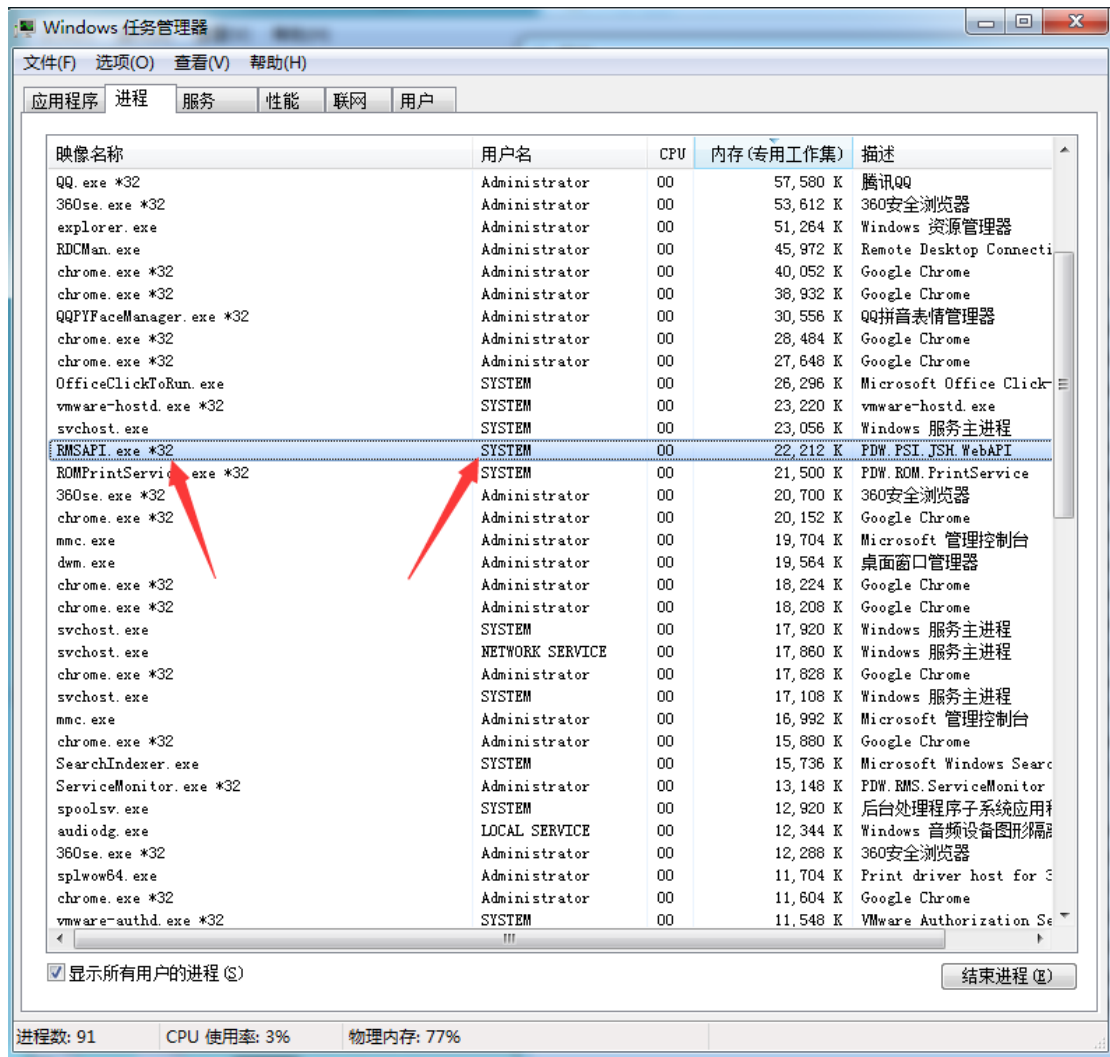 Windows 任务管理器
文件(F) 选项(O) 查看(V) 帮助(H)
应用程序 进程 服务 性能 联网 用户
映像名称 用户名 CPU 内存(专用工作集) 描述
QQ.exe *32 Administrator 00 57,580 K 腾讯QQ
360se.exe *32 Administrator 00 53,612 K 360安全浏览器
explorer.exe Administrator 00 51,264 K Windows 资源管理器
RDCMan.exe Administrator 00 45,972 K Remote Desktop Connecti
chrome.exe *32 Administrator 00 40,052 K Google Chrome
chrome.exe *32 Administrator 00 38,932 K Google Chrome
QQPYFaceManager.exe *32 Administrator 00 30,556 K QQ拼音表情管理器
chrome.exe *32 Administrator 00 28,484 K Google Chrome
chrome.exe *32 Administrator 00 27,648 K Google Chrome
OfficeClickToRun.exe SYSTEM 00 26,296 K Microsoft Office Click-
vmware-hostd.exe *32 SYSTEM 00 23,220 K vmware-hostd.exe
svchost.exe SYSTEM 00 23,056 K Windows 服务主进程
RMSAPI.exe *32 SYSTEM 00 22,212 K PDW.PSI.JSH.WebAPI
ROMPrintService.exe *32 SYSTEM 00 21,500 K PDW.ROM.PrintService
360se.exe *32 Administrator 00 20,700 K 360安全浏览器
chrome.exe *32 Administrator 00 20,152 K Google Chrome
mmc.exe Administrator 00 19,704 K Microsoft 管理控制台
dwm.exe Administrator 00 19,564 K 桌面窗口管理器
chrome.exe *32 Administrator 00 18,224 K Google Chrome
chrome.exe *32 Administrator 00 18,208 K Google Chrome
svchost.exe SYSTEM 00 17,920 K Windows 服务主进程
svchost.exe NETWORK SERVICE 00 17,860 K Windows 服务主进程
chrome.exe *32 Administrator 00 17,828 K Google Chrome
svchost.exe SYSTEM 00 17,108 K Windows 服务主进程
mmc.exe Administrator 00 16,992 K Microsoft 管理控制台
chrome.exe *32 Administrator 00 15,880 K Google Chrome
SearchIndexer.exe SYSTEM 00 15,736 K Microsoft Windows Searc
ServiceMonitor.exe *32 Administrator 00 13,148 K PDW.RMS.ServiceMonitor
spoolsv.exe SYSTEM 00 12,920 K 后台处理程序子系统应用程
audiodg.exe LOCAL SERVICE 00 12,344 K Windows 音频设备图形隔离
360se.exe *32 Administrator 00 12,288 K 360安全浏览器
splwow64.exe Administrator 00 11,704 K Print driver host for 3
chrome.exe *32 Administrator 00 11,604 K Google Chrome
vmware-authd.exe *32 SYSTEM 00 11,548 K VMware Authorization Se
显示所有用户的进程(S) 结束进程(E)
进程数: 91 CPU 使用率: 3% 物理内存: 77%